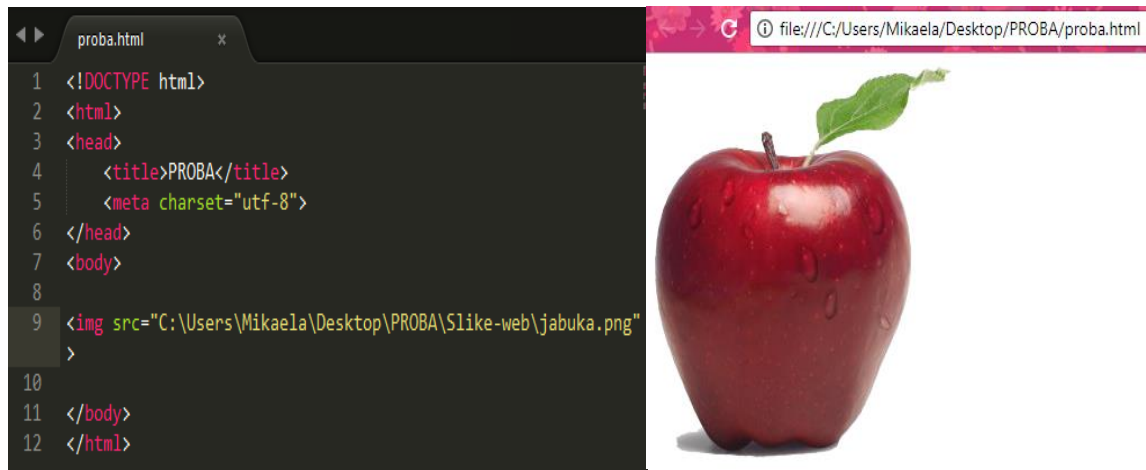 proba.html ×
1 <!DOCTYPE html>
2 <html>
3 <head>
4 <title>PROBA</title>
5 <meta charset="utf-8">
6 </head>
7 <body>
8
9 <img src="C:\Users\Mikaela\Desktop\PROBA\Slike-web\jabuka.png"
>
10
11 </body>
12 </html>
file:///C:/Users/Mikaela/Desktop/PROBA/proba.html